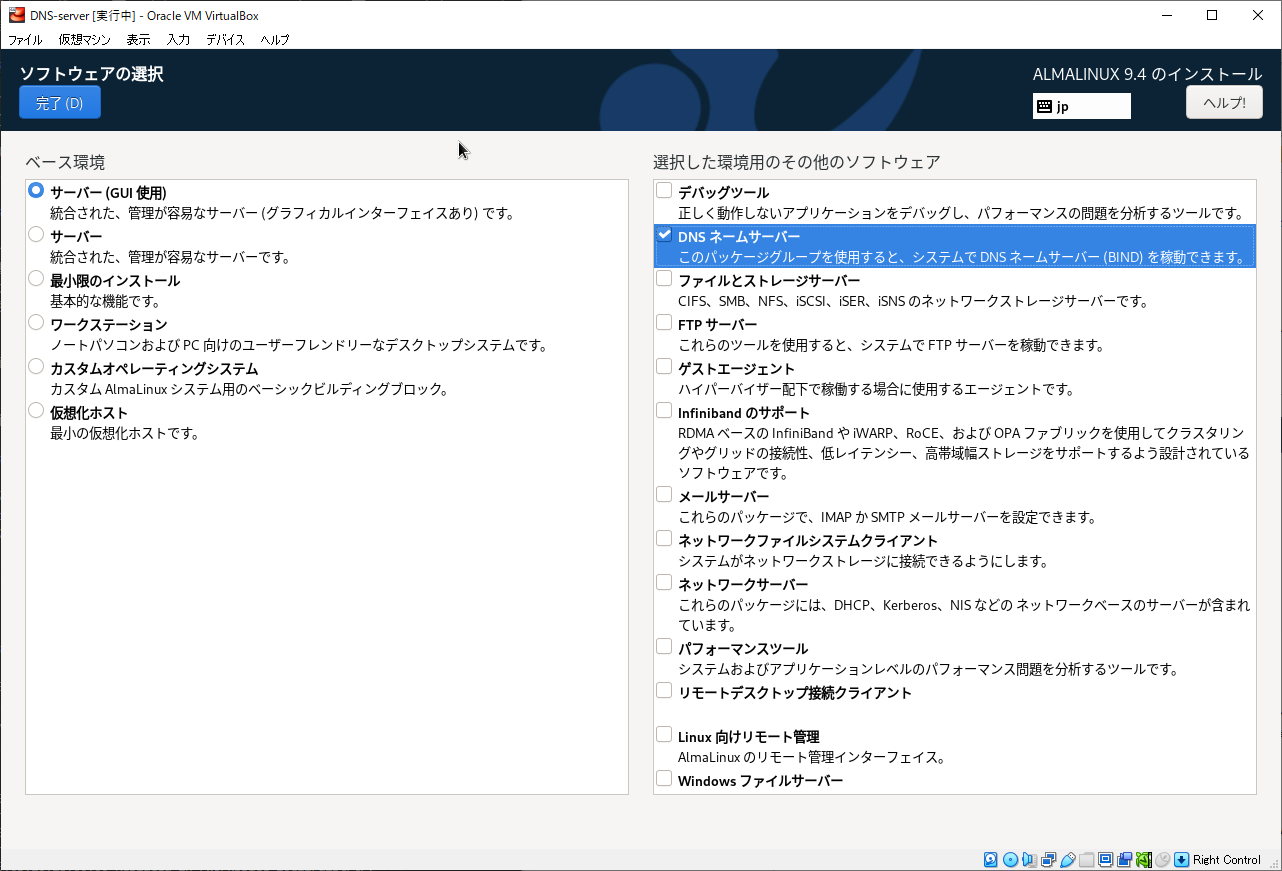 DNS-server [実行中] - Oracle VM VirtualBox
ファイル 仮想マシン 表示 入力 デバイス ヘルプ
ソフトウェアの選択
完了 (D)
ALMALINUX 9.4 のインストール
jp
ヘルプ!
ベース環境
サーバー (GUI 使用)
統合された、管理が容易なサーバー (グラフィカルインターフェイスあり) です。
サーバー
統合された、管理が容易なサーバーです。
最小限のインストール
基本的な機能です。
ワークステーション
ノートパソコンおよび PC 向けのユーザーフレンドリーなデスクトップシステムです。
カスタムオペレーティングシステム
カスタム AlmaLinux システム用のベーシックビルディングブロック。
仮想化ホスト
最小の仮想化ホストです。
選択した環境用のその他のソフトウェア
デバッグツール
正しく動作しないアプリケーションをデバッグし、パフォーマンスの問題を分析するツールです。
DNS ネームサーバー
このパッケージグループを使用すると、システムで DNS ネームサーバー (BIND) を稼動できます。
ファイルとストレージサーバー
CIFS、SMB、NFS、iSCSI、iSER、iSNS のネットワークストレージサーバーです。
FTP サーバー
これらのツールを使用すると、システムで FTP サーバーを稼動できます。
ゲストエージェント
ハイパーバイザー配下で稼働する場合に使用するエージェントです。
Infiniband のサポート
RDMA ベースの InfiniBand や iWARP、RoCE、および OPA ファブリックを使用してクラスタリン
グやグリッドの接続性、低レイテンシー、高帯域幅ストレージをサポートするよう設計されている
ソフトウェアです。
メールサーバー
これらのパッケージで、IMAP か SMTP メールサーバーを設定できます。
ネットワークファイルシステムクライアント
システムがネットワークストレージに接続できるようにします。
ネットワークサーバー
これらのパッケージには、DHCP、Kerberos、NIS などの ネットワークベースのサーバーが含まれ
ています。
パフォーマンスツール
システムおよびアプリケーションレベルのパフォーマンス問題を分析するツールです。
リモートデスクトップ接続クライアント
Linux 向けリモート管理
AlmaLinux のリモート管理インターフェイス。
Windows ファイルサーバー
Right Control